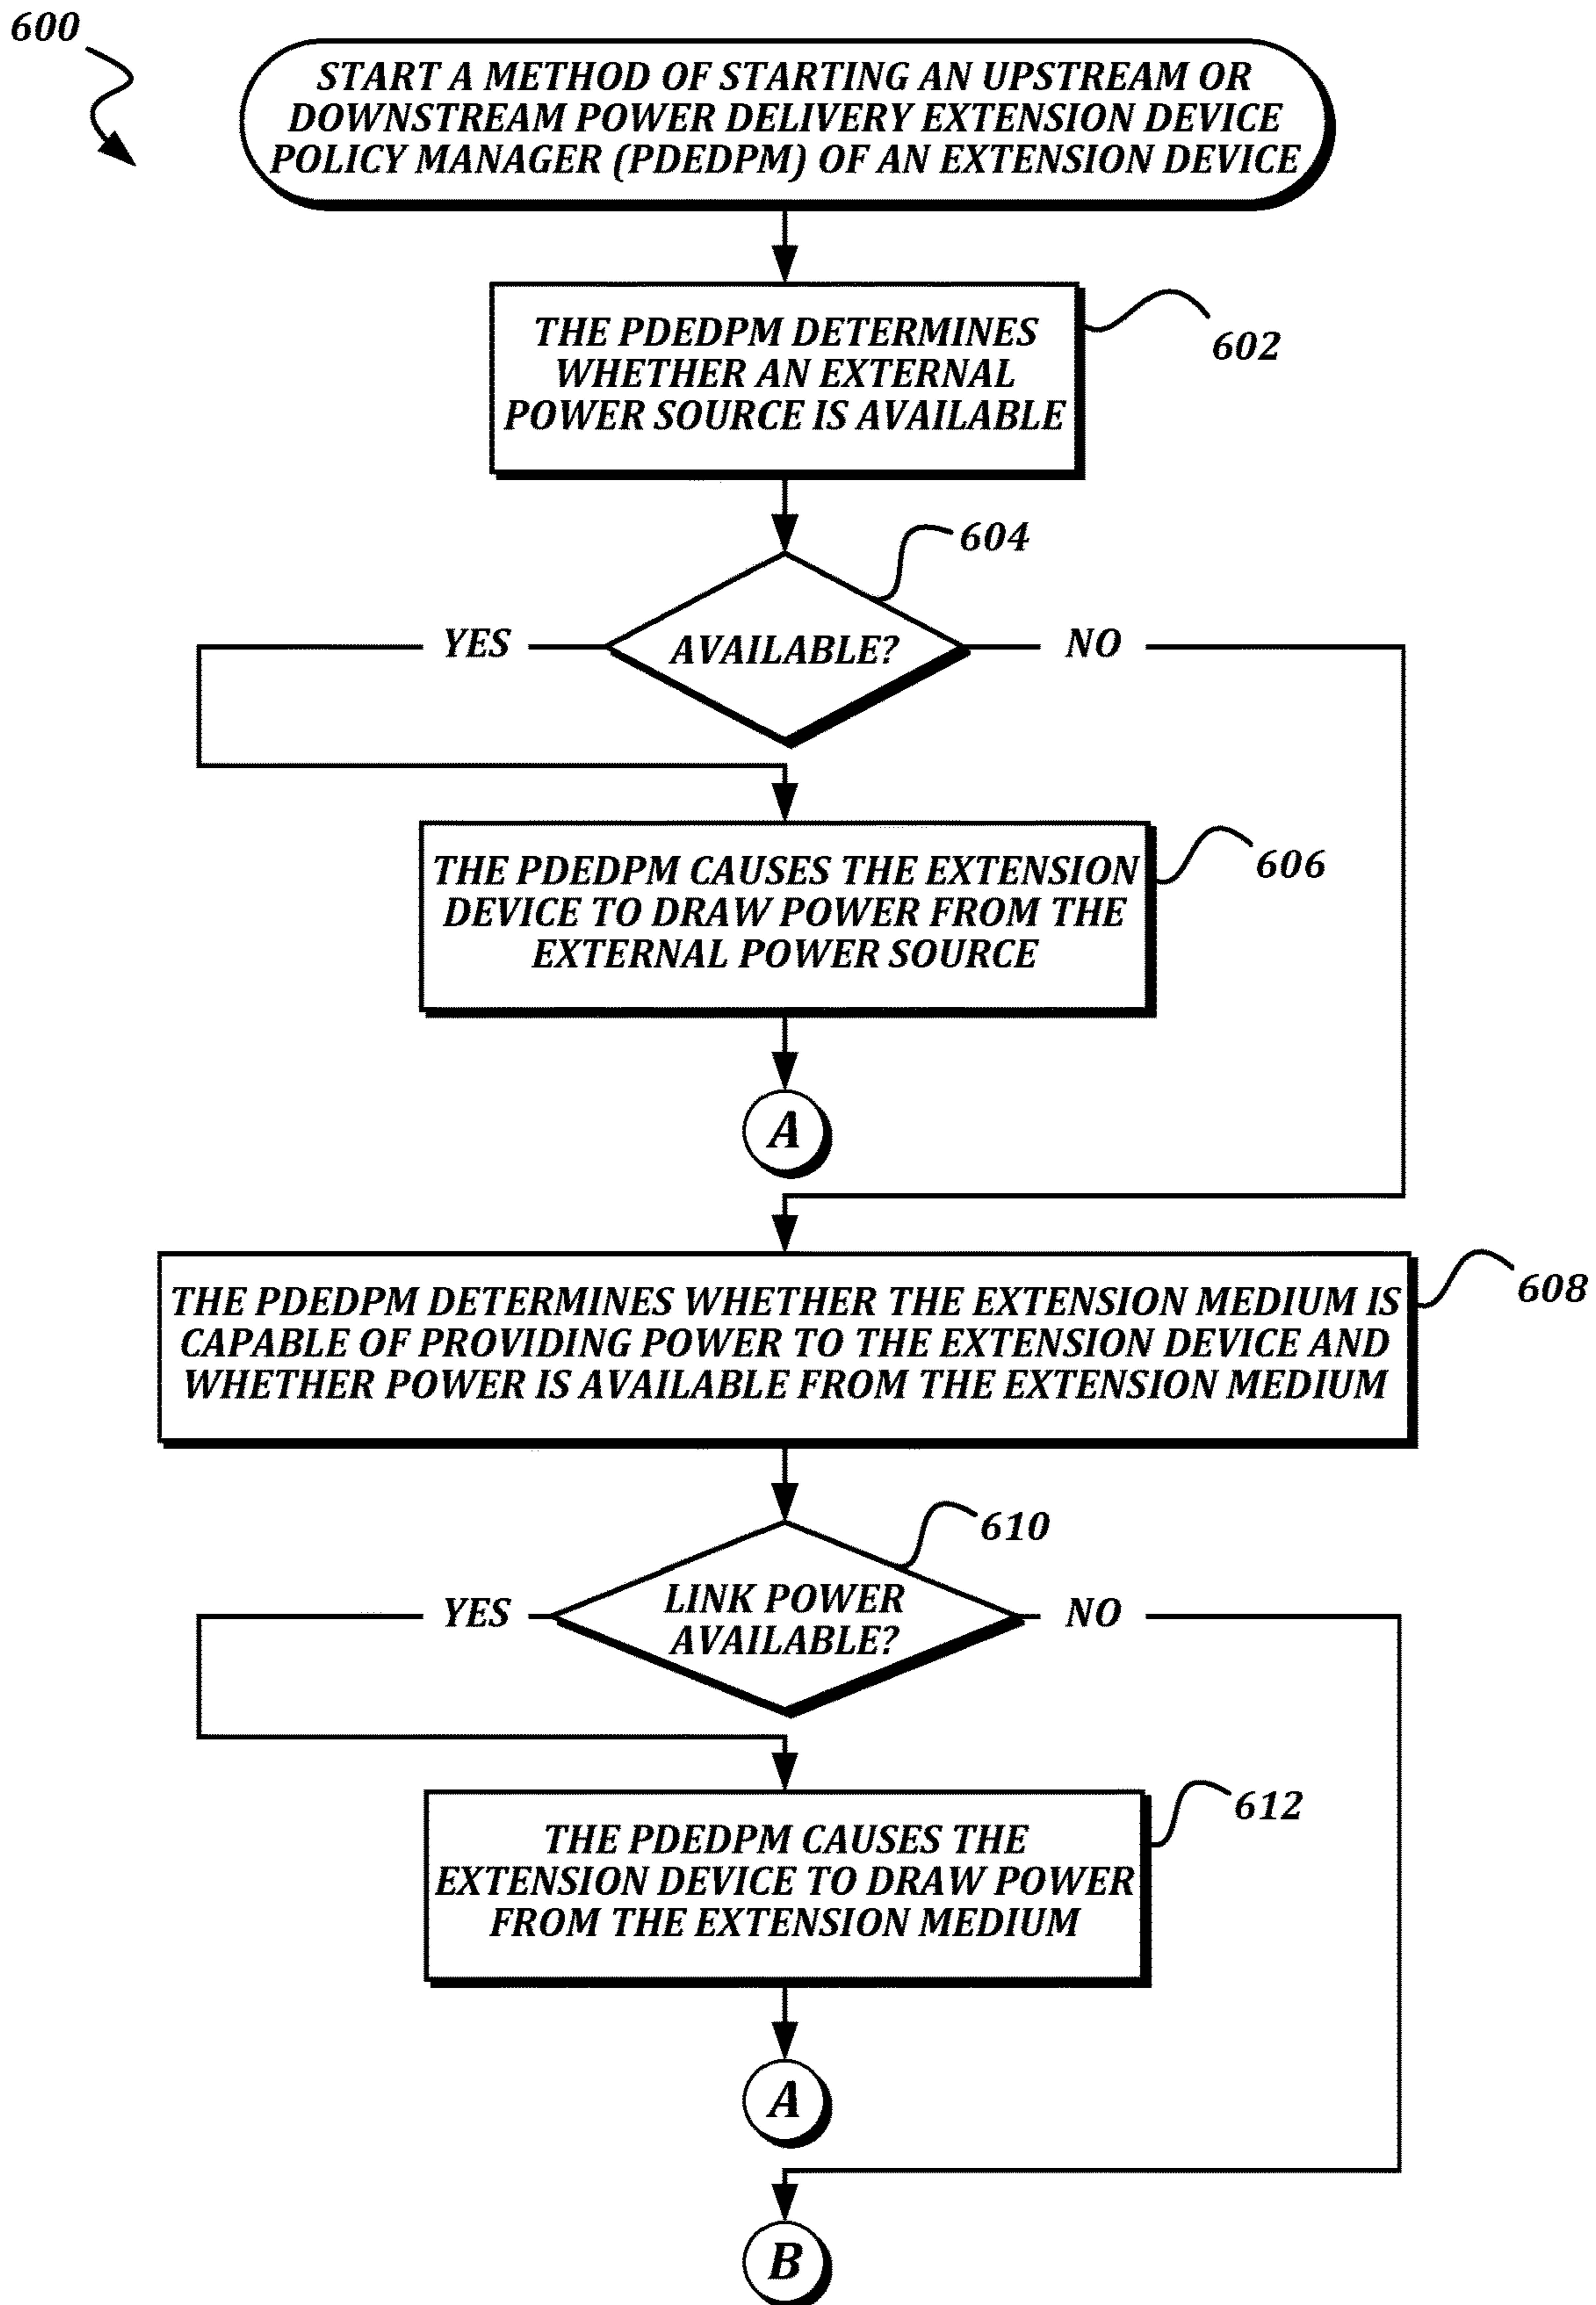 600
START A METHOD OF STARTING AN UPSTREAM OR
DOWNSTREAM POWER DELIVERY EXTENSION DEVICE
POLICY MANAGER (PDEDPM) OF AN EXTENSION DEVICE
THE PDEDPM DETERMINES
WHETHER AN EXTERNAL
POWER SOURCE IS AVAILABLE
602
604
YES
AVAILABLE?
NO
THE PDEDPM CAUSES THE EXTENSION
DEVICE TO DRAW POWER FROM THE
EXTERNAL POWER SOURCE
606
A
THE PDEDPM DETERMINES WHETHER THE EXTENSION MEDIUM IS
CAPABLE OF PROVIDING POWER TO THE EXTENSION DEVICE AND
WHETHER POWER IS AVAILABLE FROM THE EXTENSION MEDIUM
608
610
YES
LINK POWER
AVAILABLE?
NO
THE PDEDPM CAUSES THE
EXTENSION DEVICE TO DRAW POWER
FROM THE EXTENSION MEDIUM
612
A
B